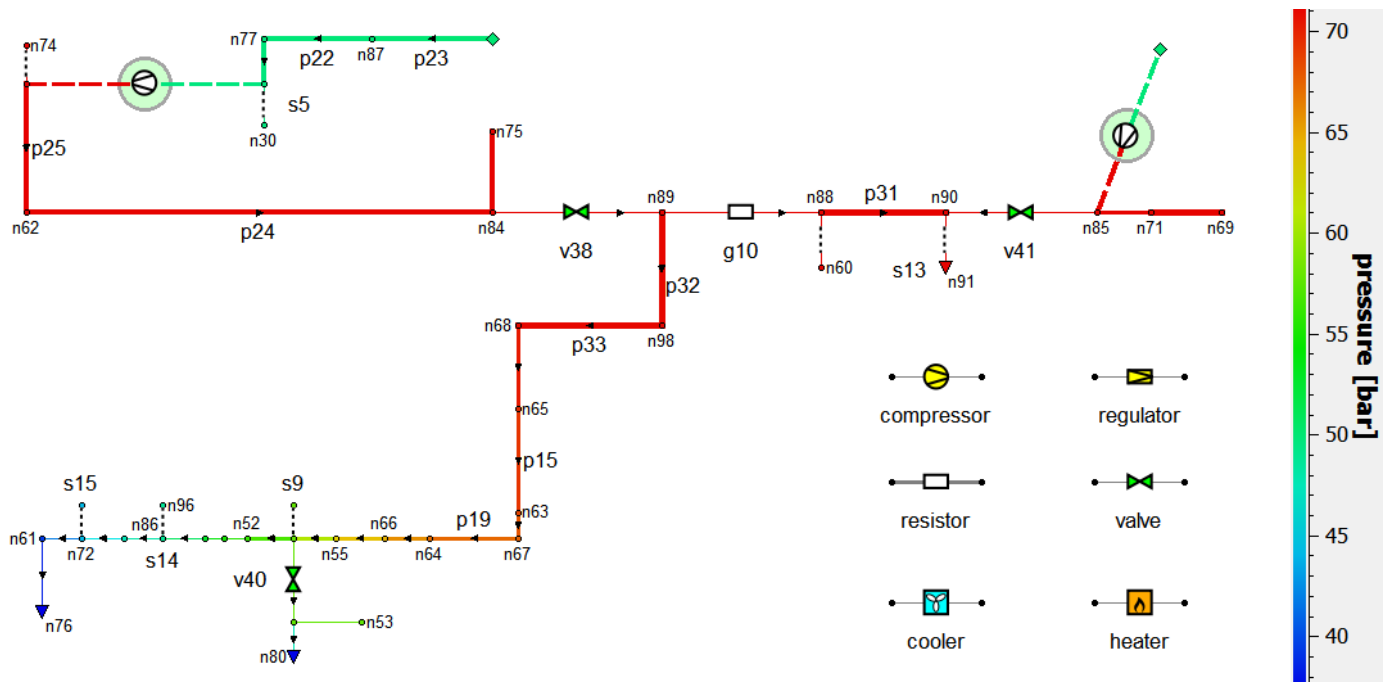 n74
n77
p22
n87
p23
s5
n30
p25
n75
n62
p24
n84
v38
n89
g10
n88
p31
n90
n60
s13
n91
v41
n85
n71
n69
p32
n68
p33
n98
n65
p15
n63
s15
n96
s9
n61
n72
n86
s14
n52
v40
n55
n66
n64
p19
n67
n76
n53
n80
compressor
regulator
resistor
valve
cooler
heater
70
65
60
55
50
45
40
pressure [bar]